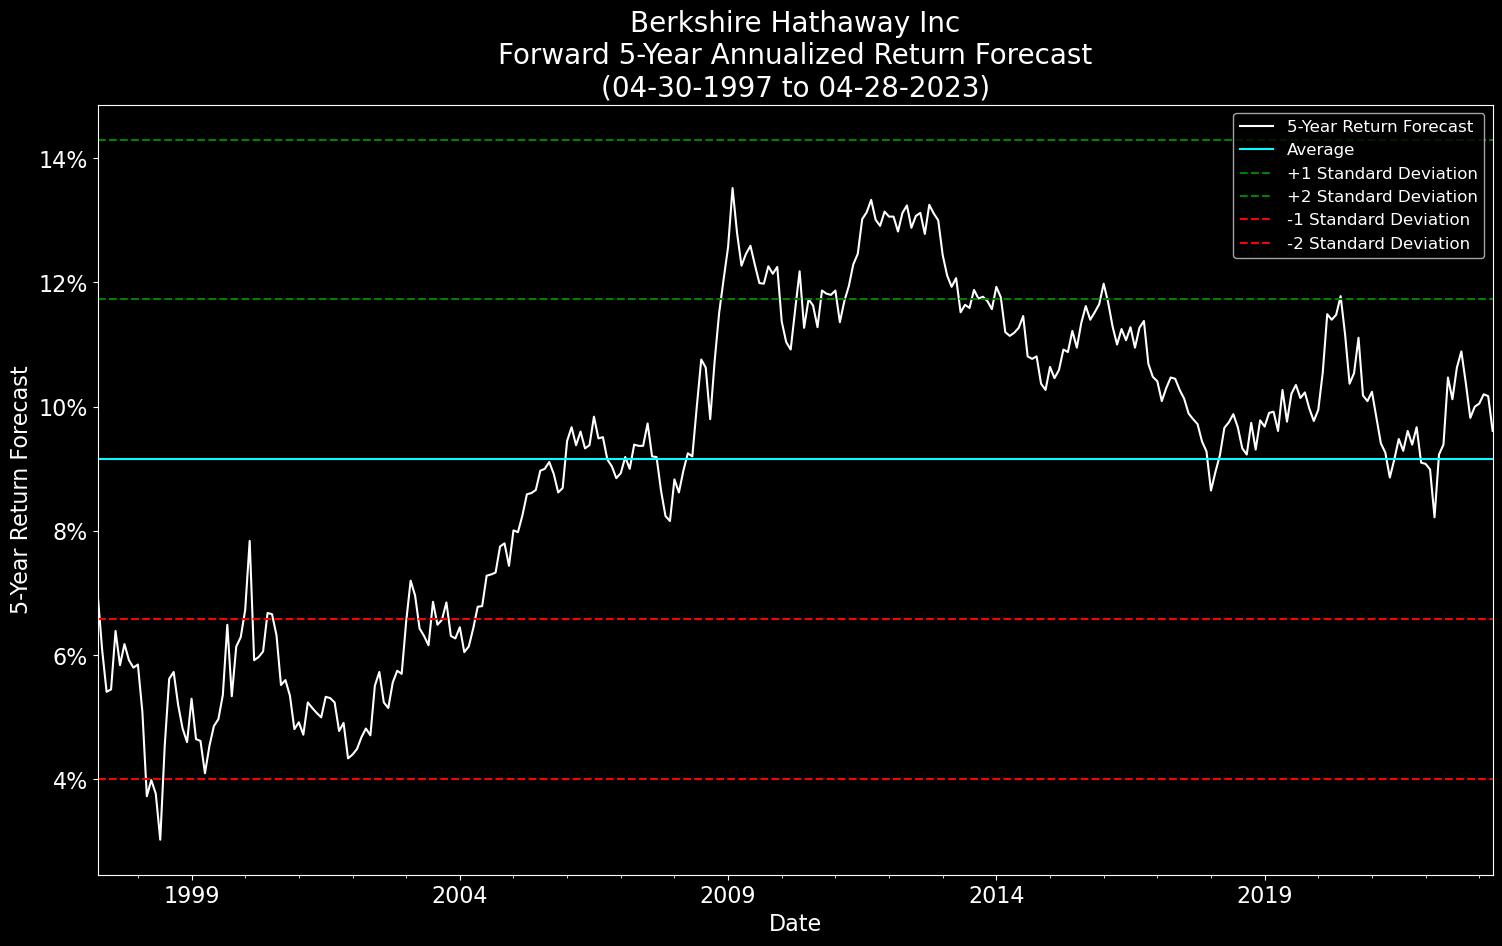 Berkshire Hathaway Inc
Forward 5-Year Annualized Return Forecast
(04-30-1997 to 04-28-2023)
5-Year Return Forecast
14%
12%
10%
8%
6%
4%
5-Year Return Forecast
Average
+1 Standard Deviation
+2 Standard Deviation
-1 Standard Deviation
-2 Standard Deviation
1999
2004
2009
2014
2019
Date